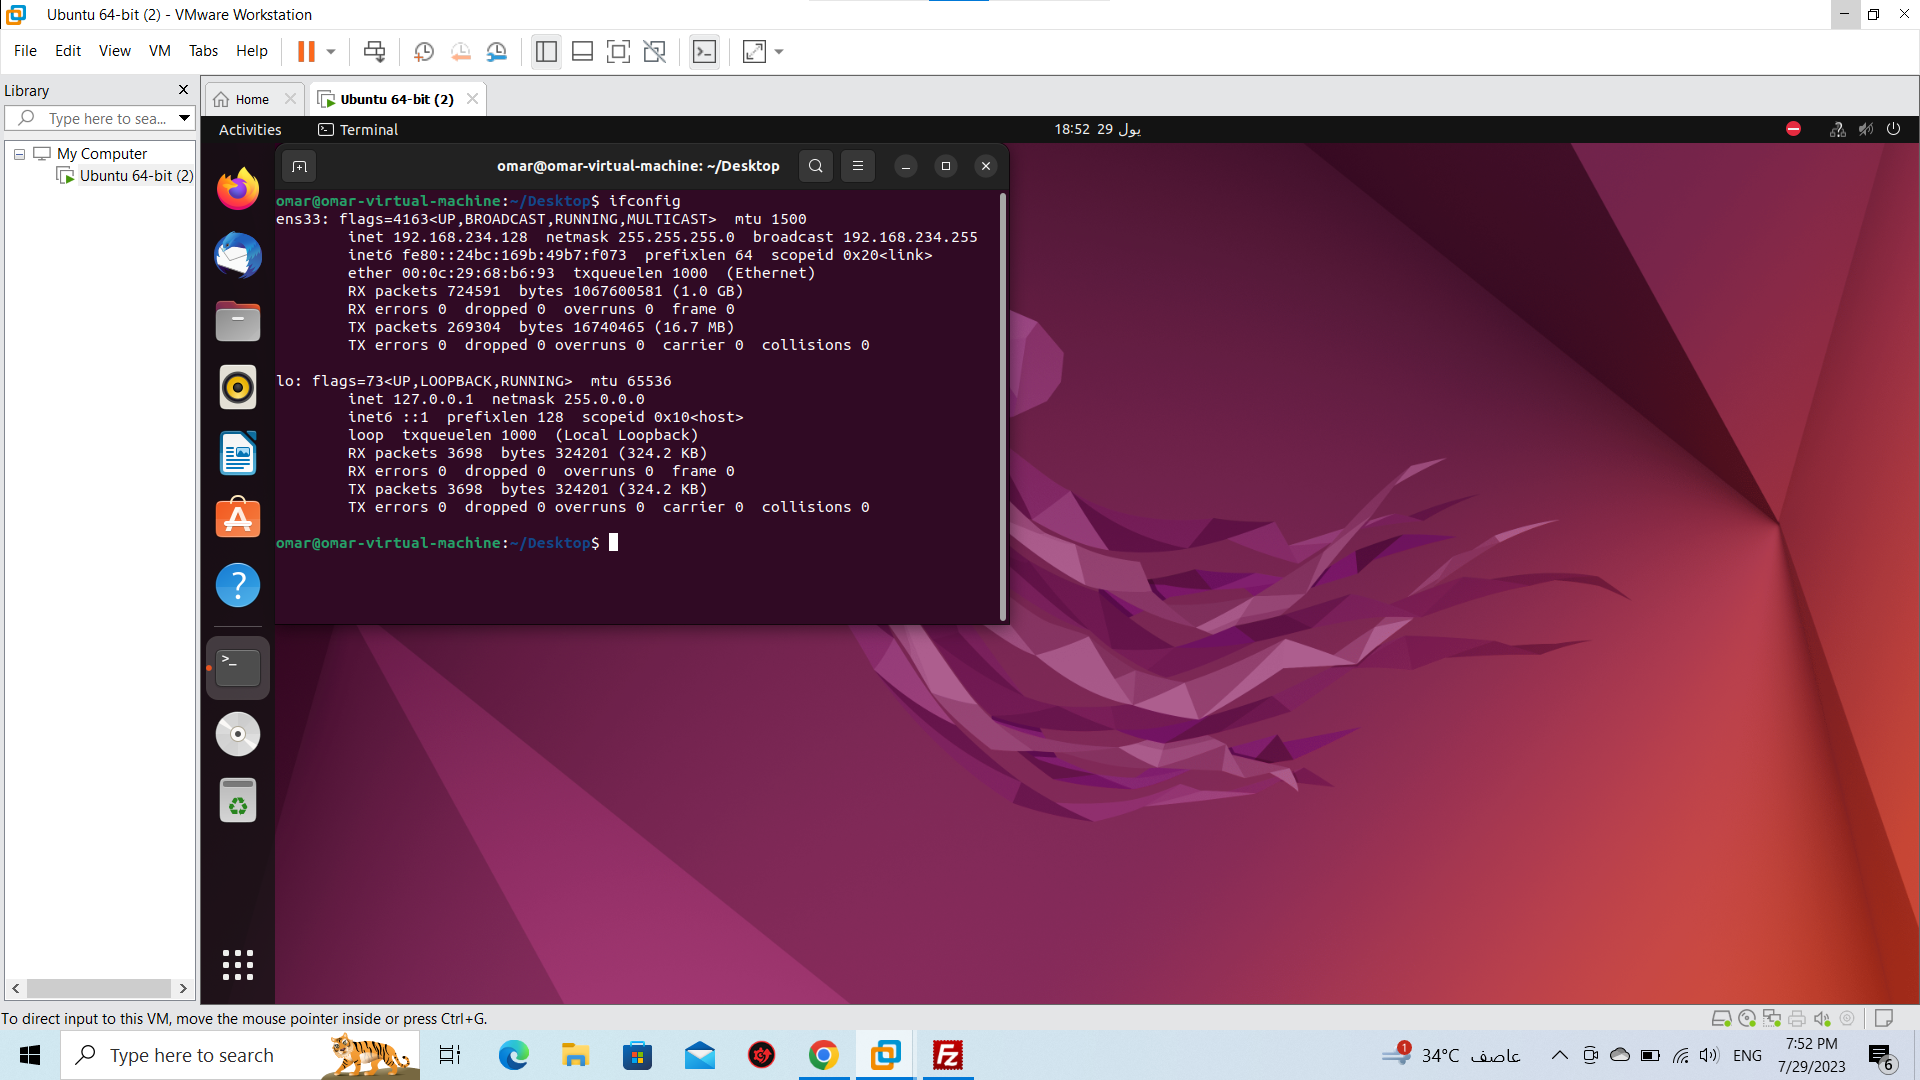 Ubuntu 64-bit (2) - VMware Workstation
File Edit View VM Tabs Help
Library
Type here to sea...
My Computer
Ubuntu 64-bit (2)
Home
Ubuntu 64-bit (2)
Activities
Terminal
18:52 29 يول
omar@omar-virtual-machine: ~/Desktop
omar@omar-virtual-machine:~/Desktop$ ifconfig
ens33: flags=4163<UP,BROADCAST,RUNNING,MULTICAST>  mtu 1500
        inet 192.168.234.128  netmask 255.255.255.0  broadcast 192.168.234.255
        inet6 fe80::24bc:169b:49b7:f073  prefixlen 64  scopeid 0x20<link>
        ether 00:0c:29:68:b6:93  txqueuelen 1000  (Ethernet)
        RX packets 724591  bytes 1067600581 (1.0 GB)
        RX errors 0  dropped 0  overruns 0  frame 0
        TX packets 269304  bytes 16740465 (16.7 MB)
        TX errors 0  dropped 0 overruns 0  carrier 0  collisions 0
lo: flags=73<UP,LOOPBACK,RUNNING>  mtu 65536
        inet 127.0.0.1  netmask 255.0.0.0
        inet6 ::1  prefixlen 128  scopeid 0x10<host>
        loop  txqueuelen 1000  (Local Loopback)
        RX packets 3698  bytes 324201 (324.2 KB)
        RX errors 0  dropped 0  overruns 0  frame 0
        TX packets 3698  bytes 324201 (324.2 KB)
        TX errors 0  dropped 0 overruns 0  carrier 0  collisions 0
omar@omar-virtual-machine:~/Desktop$
To direct input to this VM, move the mouse pointer inside or press Ctrl+G.
Type here to search
1
34°C عاصف
ENG
7:52 PM
7/29/2023
6